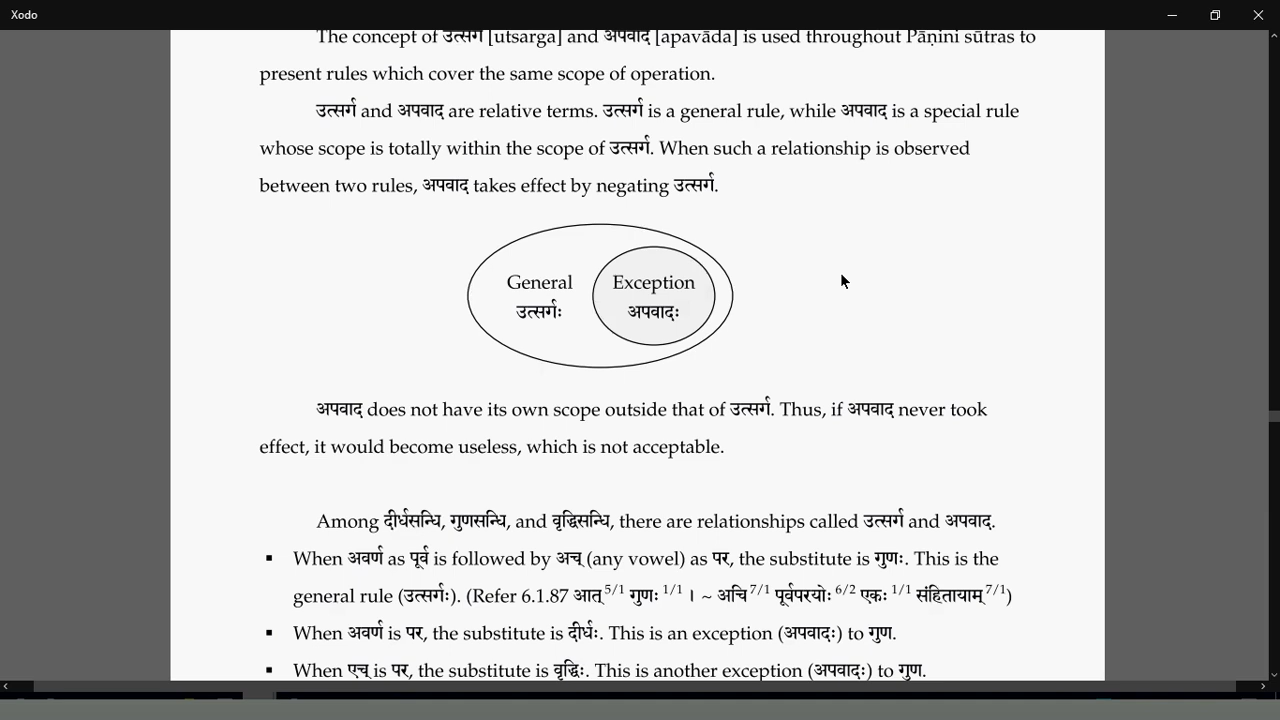 Xodo
The concept of उत्सर्ग [utsarga] and अपवाद [apavāda] is used throughout Pāṇini sūtras to
present rules which cover the same scope of operation.
उत्सर्ग and अपवाद are relative terms. उत्सर्ग is a general rule, while अपवाद is a special rule
whose scope is totally within the scope of उत्सर्ग. When such a relationship is observed
between two rules, अपवाद takes effect by negating उत्सर्ग.
General Exception
उत्सर्गः अपवादः
अपवाद does not have its own scope outside that of उत्सर्ग. Thus, if अपवाद never took
effect, it would become useless, which is not acceptable.
Among दीर्घसन्धि, गुणसन्धि, and वृद्धिसन्धि, there are relationships called उत्सर्ग and अपवाद.
▪ When अवर्ण as पूर्व is followed by अच् (any vowel) as पर, the substitute is गुणः. This is the
general rule (उत्सर्गः). (Refer 6.1.87 आत् 5/1 गुणः 1/1 । ~ अचि 7/1 पूर्वपरयोः 6/2 एकः 1/1 संहितायाम् 7/1)
▪ When अवर्ण is पर, the substitute is दीर्घः. This is an exception (अपवादः) to गुण.
▪ When एच् is पर, the substitute is वृद्धिः. This is another exception (अपवादः) to गुण.